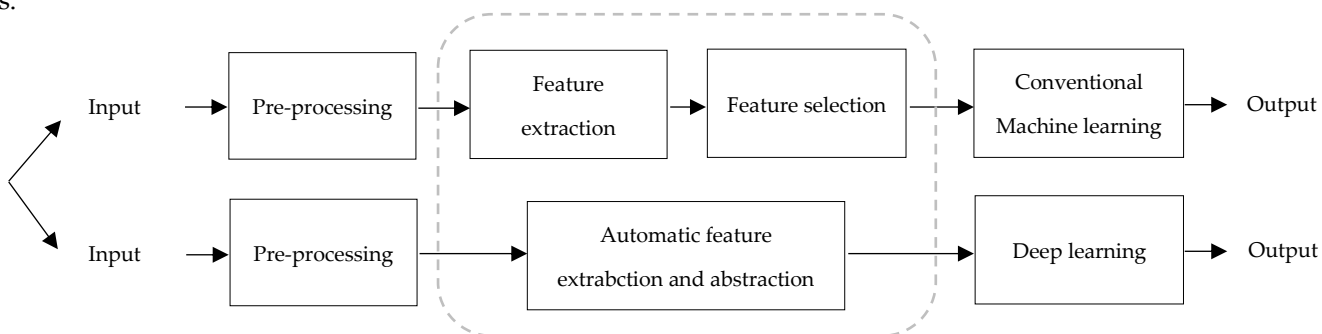 s.
Input
Pre-processing
Feature
extraction
Feature selection
Conventional
Machine learning
Output
Input
Pre-processing
Automatic feature
extrabction and abstraction
Deep learning
Output